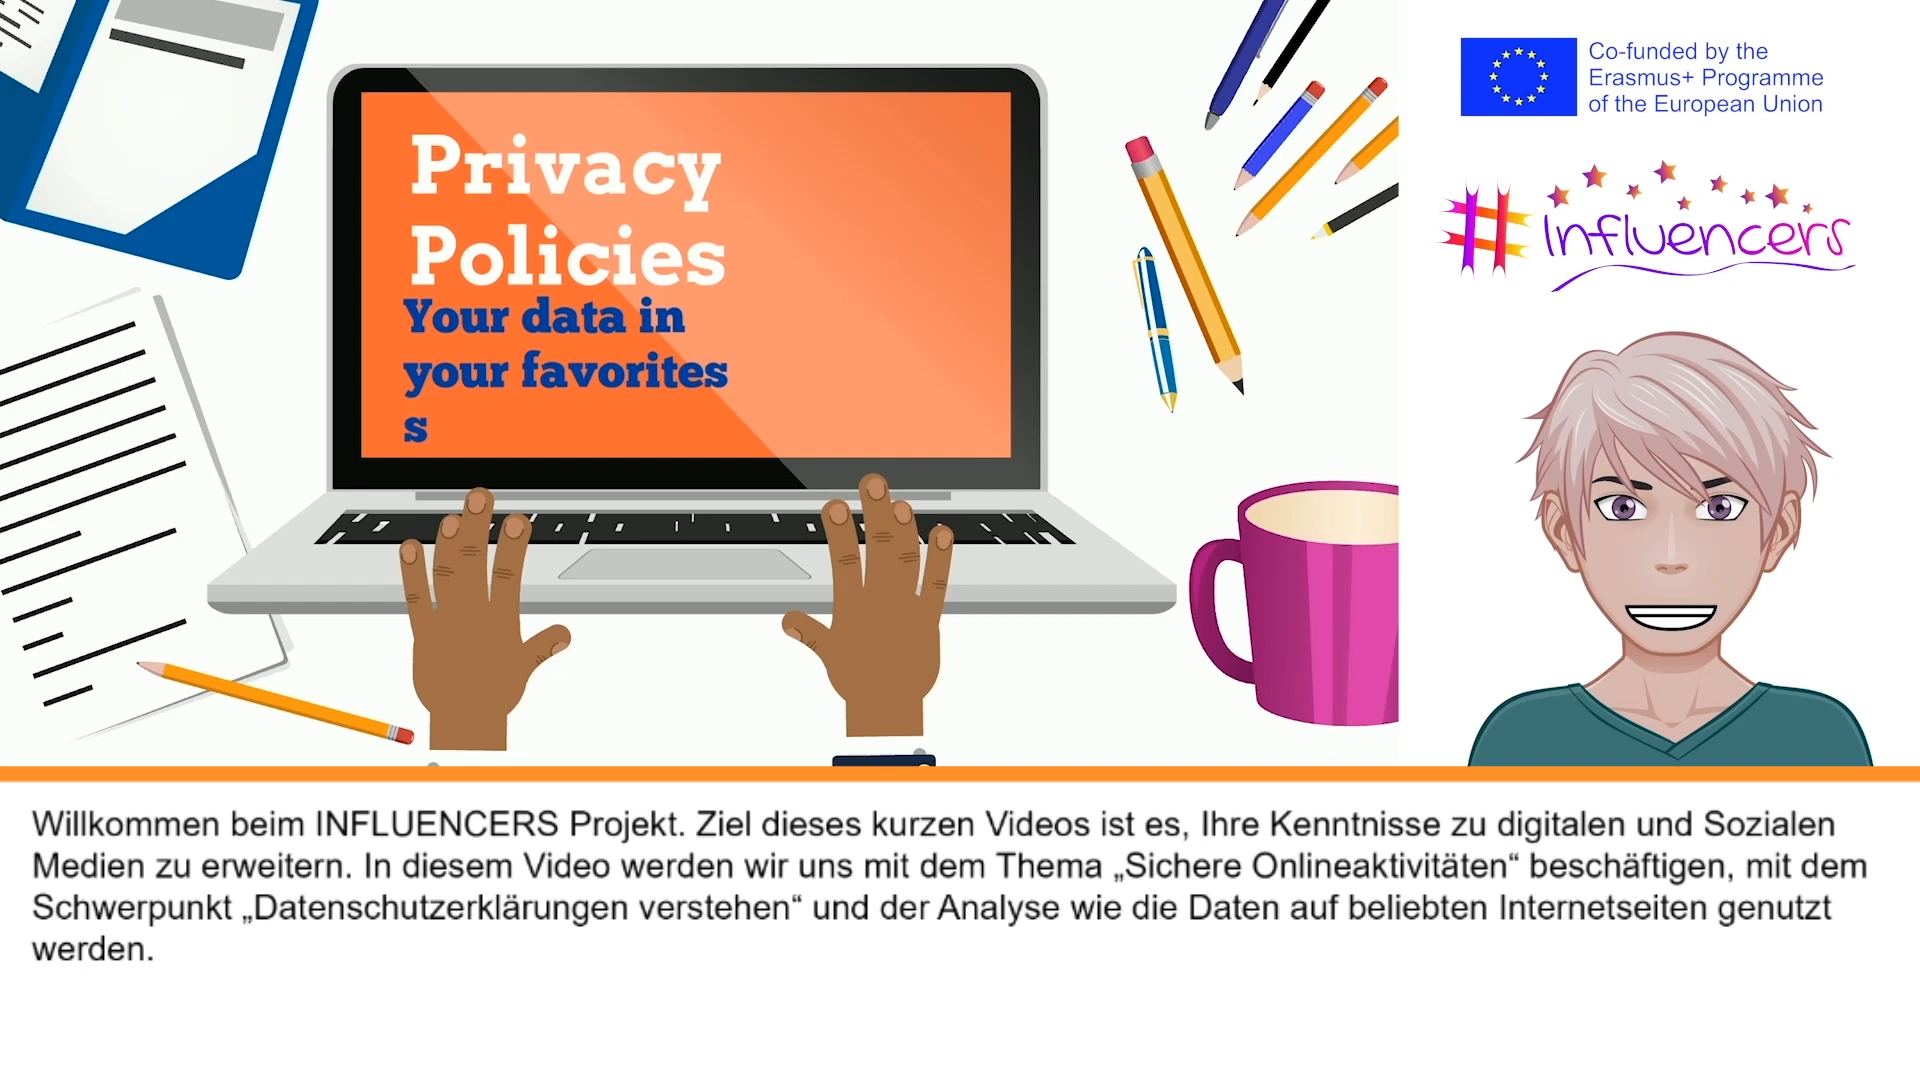 Privacy
Policies
Your data in
your favorites
s
Co-funded by the
Erasmus+ Programme
of the European Union
#Influencers
Willkommen beim INFLUENCERS Projekt. Ziel dieses kurzen Videos ist es, Ihre Kenntnisse zu digitalen und Sozialen
Medien zu erweitern. In diesem Video werden wir uns mit dem Thema „Sichere Onlineaktivitäten“ beschäftigen, mit dem
Schwerpunkt „Datenschutzerklärungen verstehen“ und der Analyse wie die Daten auf beliebten Internetseiten genutzt
werden.